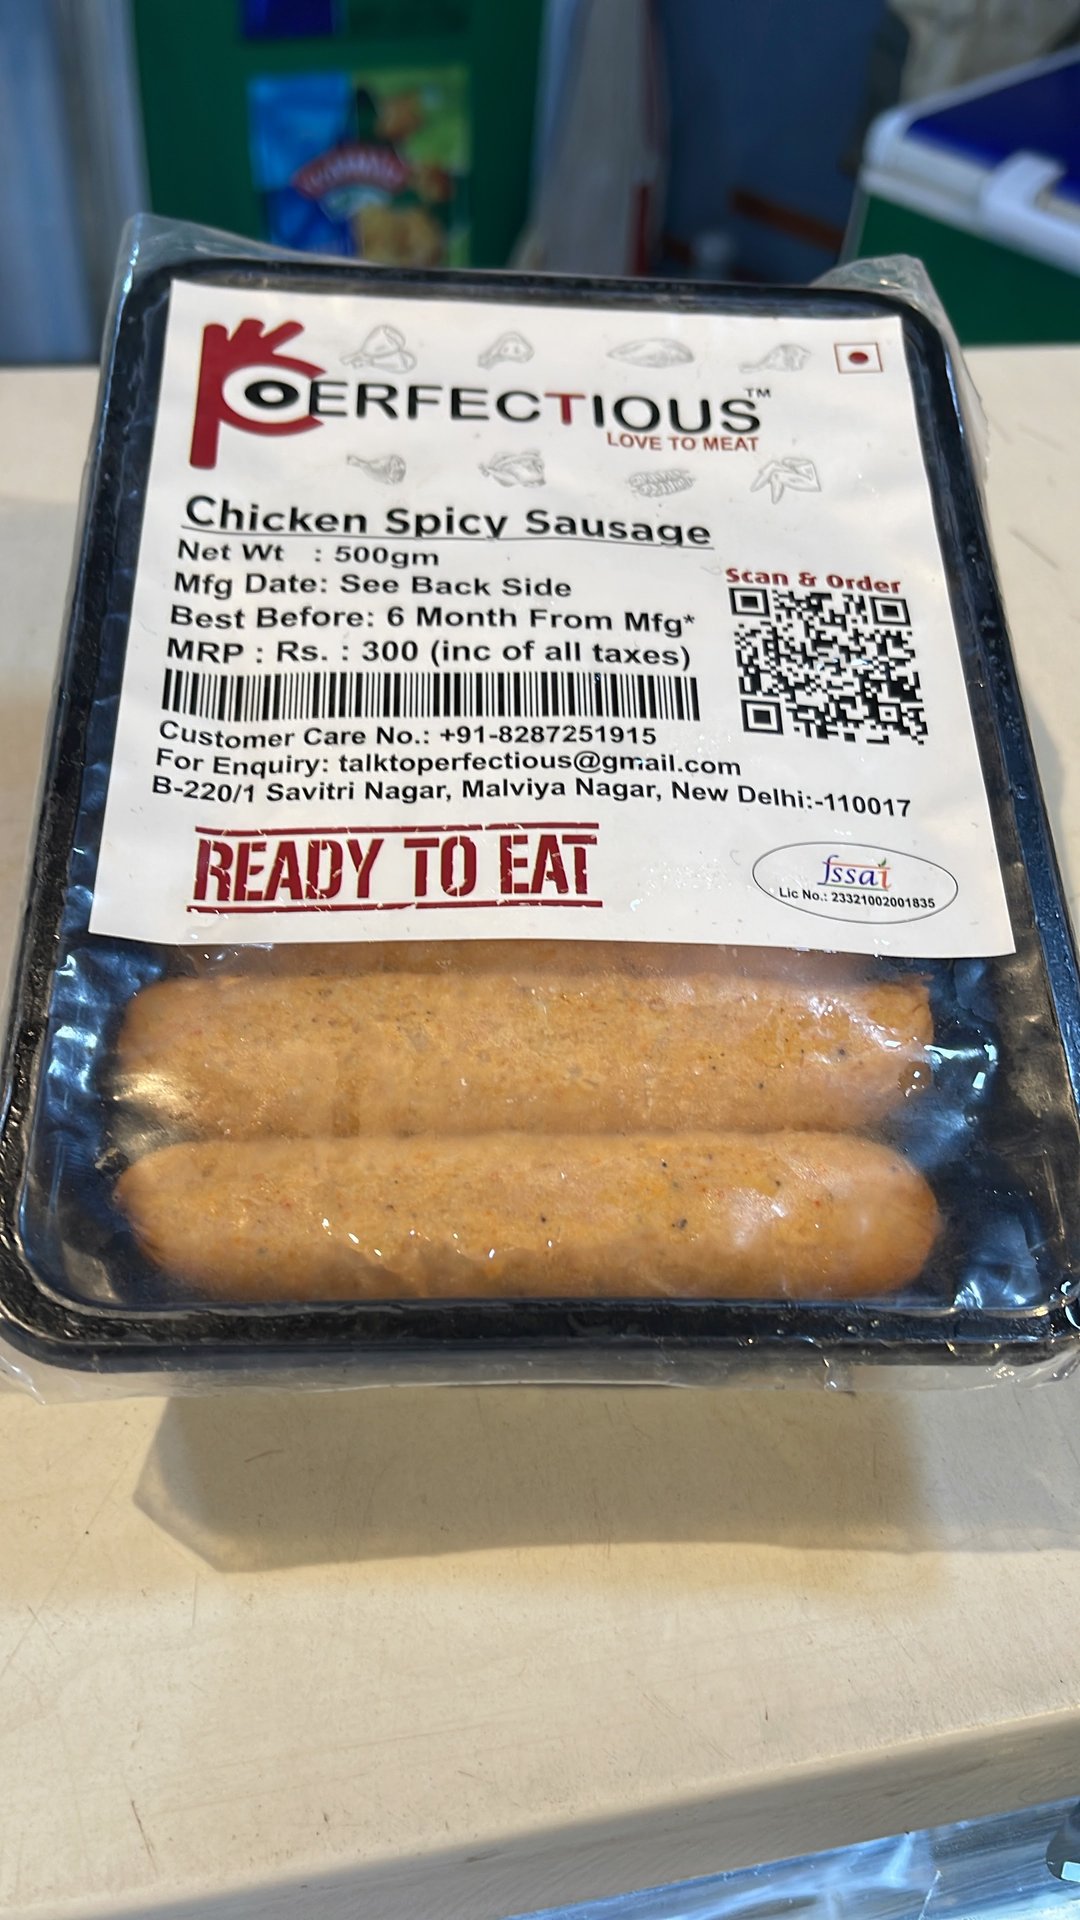 PERFECTIOUS™
LOVE TO MEAT
Chicken Spicy Sausage
Net Wt : 500gm
Mfg Date: See Back Side
Best Before: 6 Month From Mfg*
MRP : Rs. : 300 (inc of all taxes)
Scan & Order
Customer Care No.: +91-8287251915
For Enquiry: talktoperfectious@gmail.com
B-220/1 Savitri Nagar, Malviya Nagar, New Delhi:-110017
READY TO EAT
fssai
Lic No.: 23321002001835